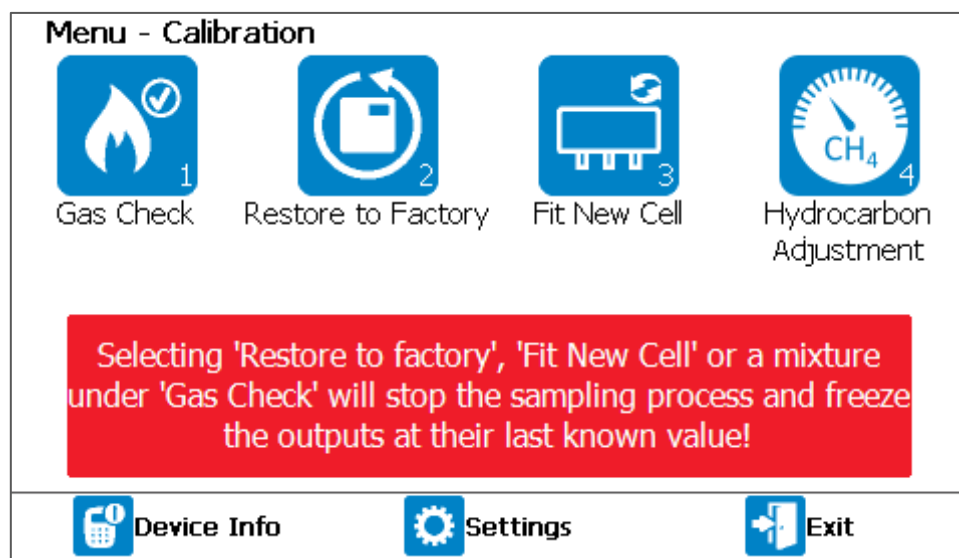 Menu - Calibration
1
2
3
CH₄
4
Gas Check
Restore to Factory
Fit New Cell
Hydrocarbon
Adjustment
Selecting 'Restore to factory', 'Fit New Cell' or a mixture
under 'Gas Check' will stop the sampling process and freeze
the outputs at their last known value!
Device Info
Settings
Exit